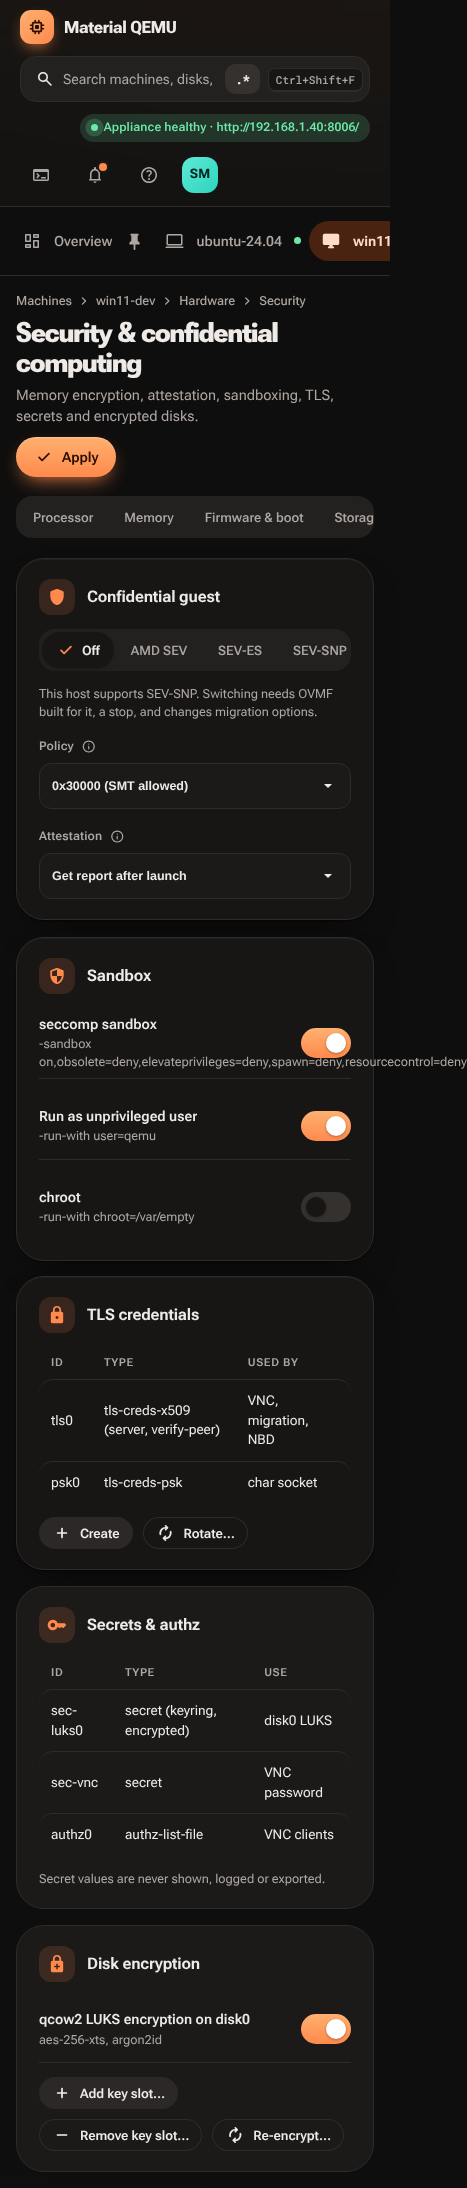 Material QEMU
Search machines, disks,
.*
Ctrl+Shift+F
Appliance healthy · http://192.168.1.40:8006/
SM
Overview
ubuntu-24.04
win11
Machines > win11-dev > Hardware > Security
Security & confidential
computing
Memory encryption, attestation, sandboxing, TLS,
secrets and encrypted disks.
Apply
Processor Memory Firmware & boot Storag
Confidential guest
Off AMD SEV SEV-ES SEV-SNP
This host supports SEV-SNP. Switching needs OVMF
built for it, a stop, and changes migration options.
Policy
0x30000 (SMT allowed)
Attestation
Get report after launch
Sandbox
seccomp sandbox
-sandbox
on,obsolete=deny,elevateprivileges=deny,spawn=deny,resourcecontrol=deny
Run as unprivileged user
-run-with user=qemu
chroot
-run-with chroot=/var/empty
TLS credentials
ID TYPE USED BY
tls0 tls-creds-x509 (server, verify-peer) VNC, migration, NBD
psk0 tls-creds-psk char socket
Create Rotate...
Secrets & authz
ID TYPE USE
sec-luks0 secret (keyring, encrypted) disk0 LUKS
sec-vnc secret VNC password
authz0 authz-list-file VNC clients
Secret values are never shown, logged or exported.
Disk encryption
qcow2 LUKS encryption on disk0
aes-256-xts, argon2id
Add key slot...
Remove key slot... Re-encrypt...